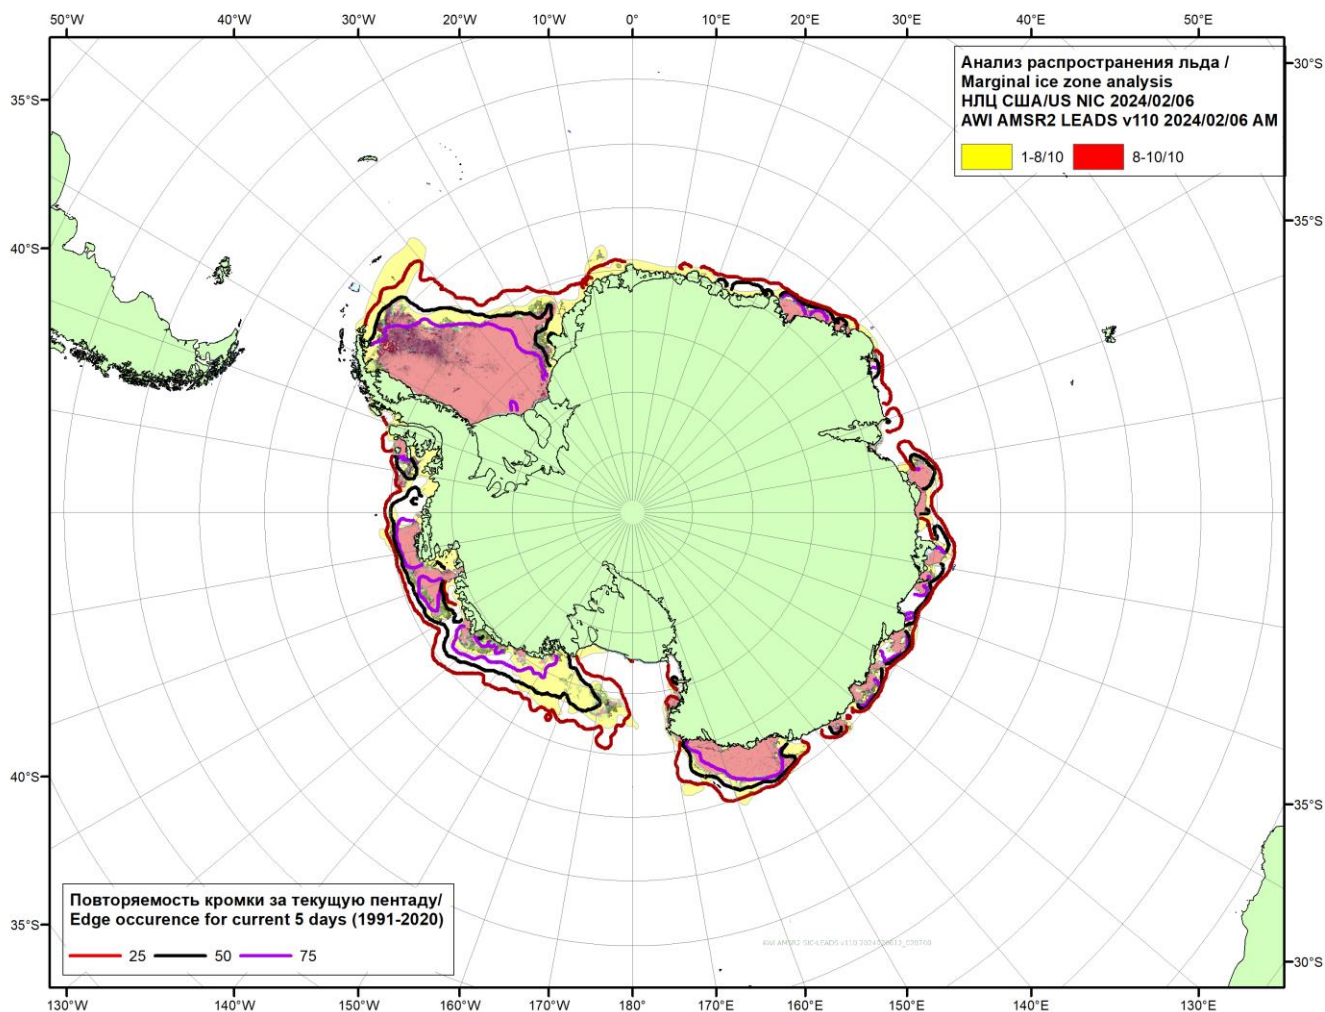 50°W 40°W 30°W 20°W 10°W 0° 10°E 20°E 30°E 40°E 50°E
Анализ распространения льда /
Marginal ice zone analysis
НЛЦ США/US NIC 2024/02/06
AWI AMSR2 LEADS v110 2024/02/06 AM
1-8/10 8-10/10
30°S
35°S
35°S
40°S
40°S
40°S
35°S
35°S
30°S
Повторяемость кромки за текущую пентаду/
Edge occurence for current 5 days (1991-2020)
25 50 75
130°W 140°W 150°W 160°W 170°W 180° 170°E 160°E 150°E 140°E 130°E